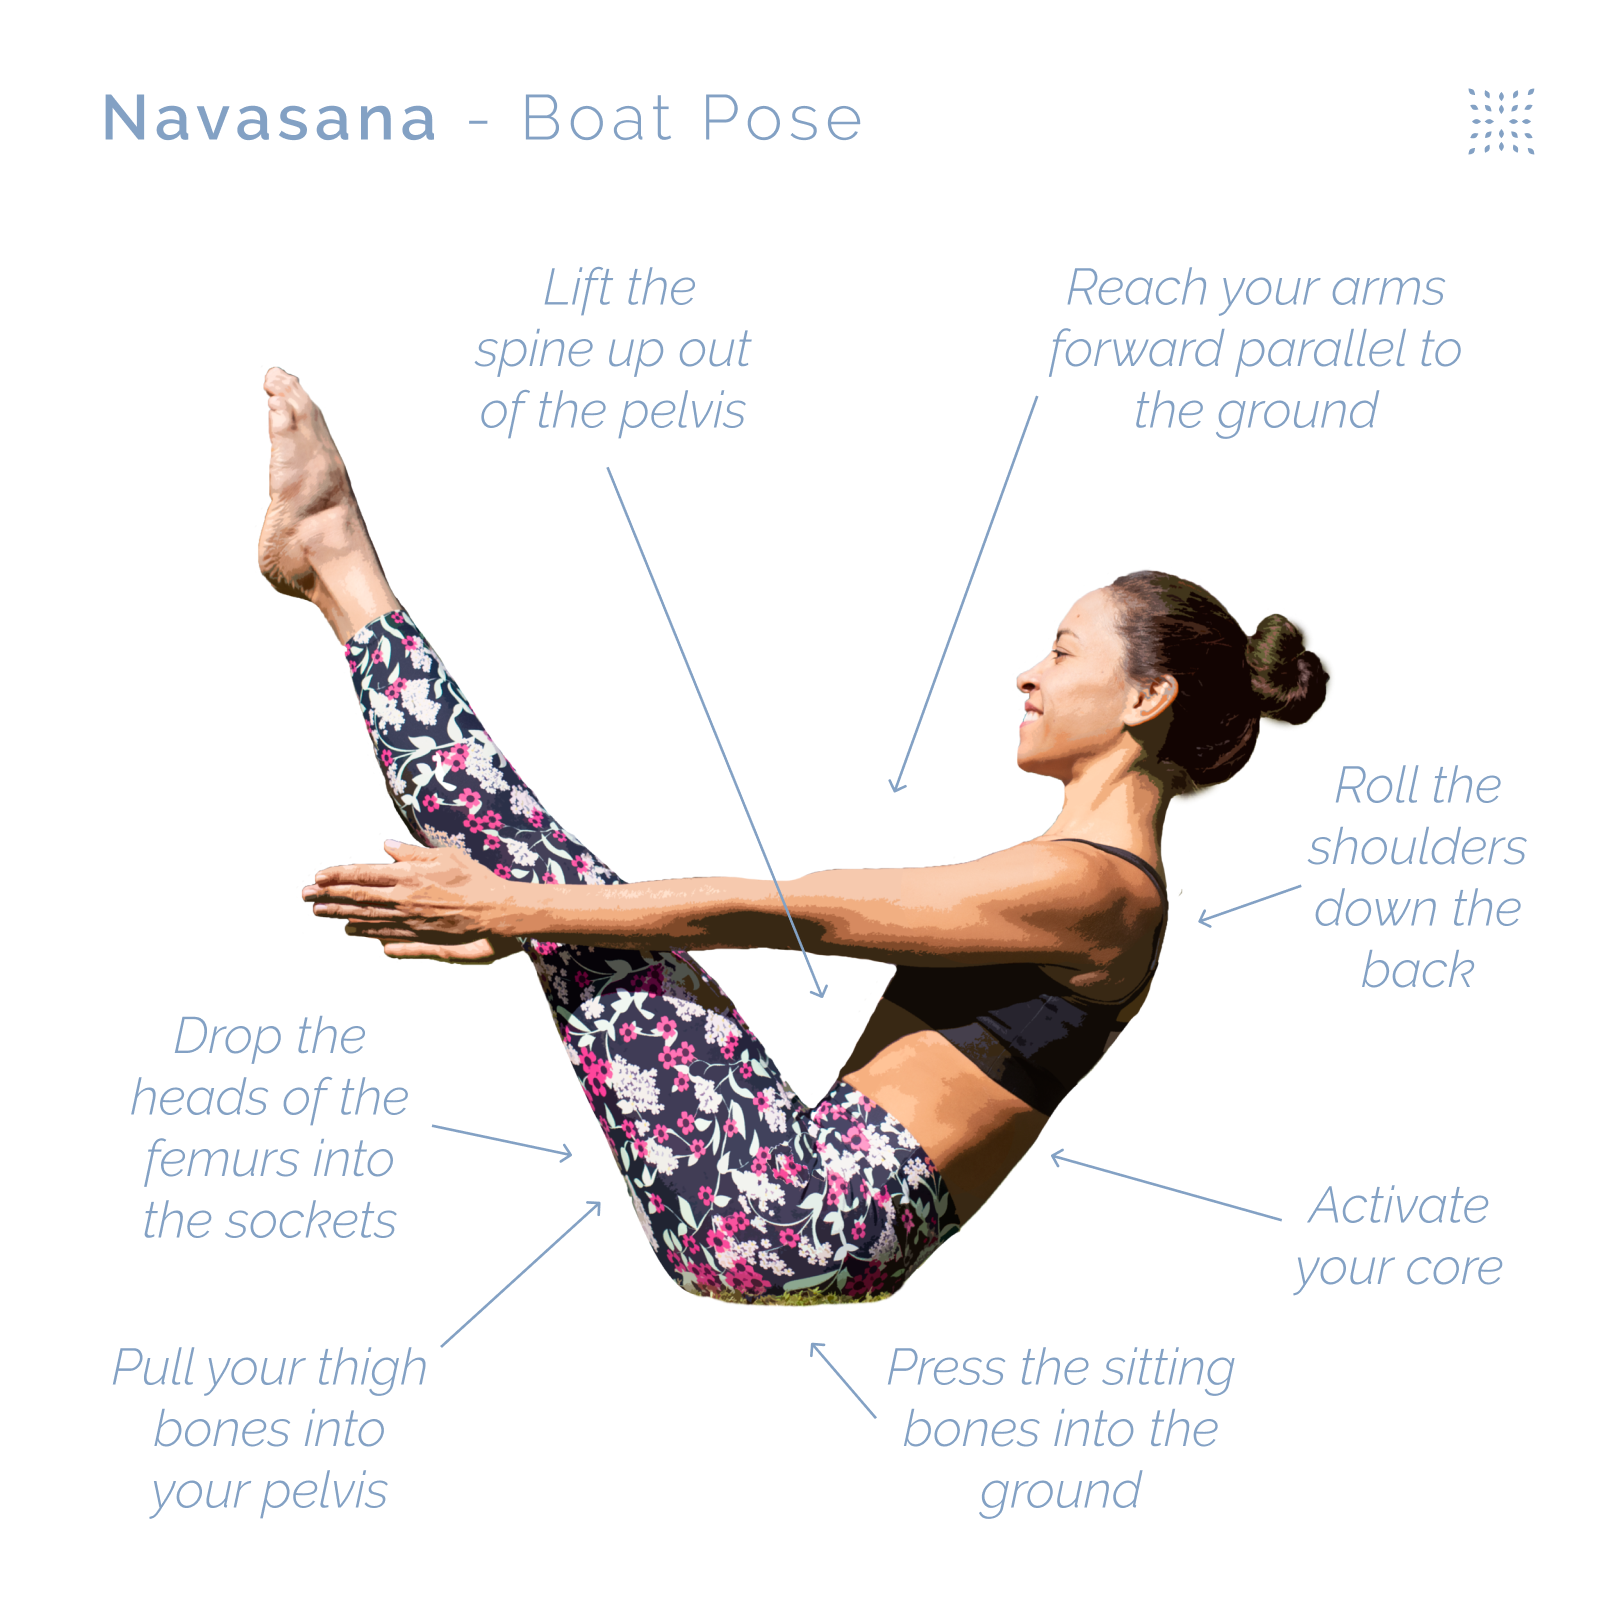 Navasana - Boat Pose
Lift the
spine up out
of the pelvis
Reach your arms
forward parallel to
the ground
Roll the
shoulders
down the
back
Drop the
heads of the
femurs into
the sockets
Activate
your core
Pull your thigh
bones into
your pelvis
Press the sitting
bones into the
ground